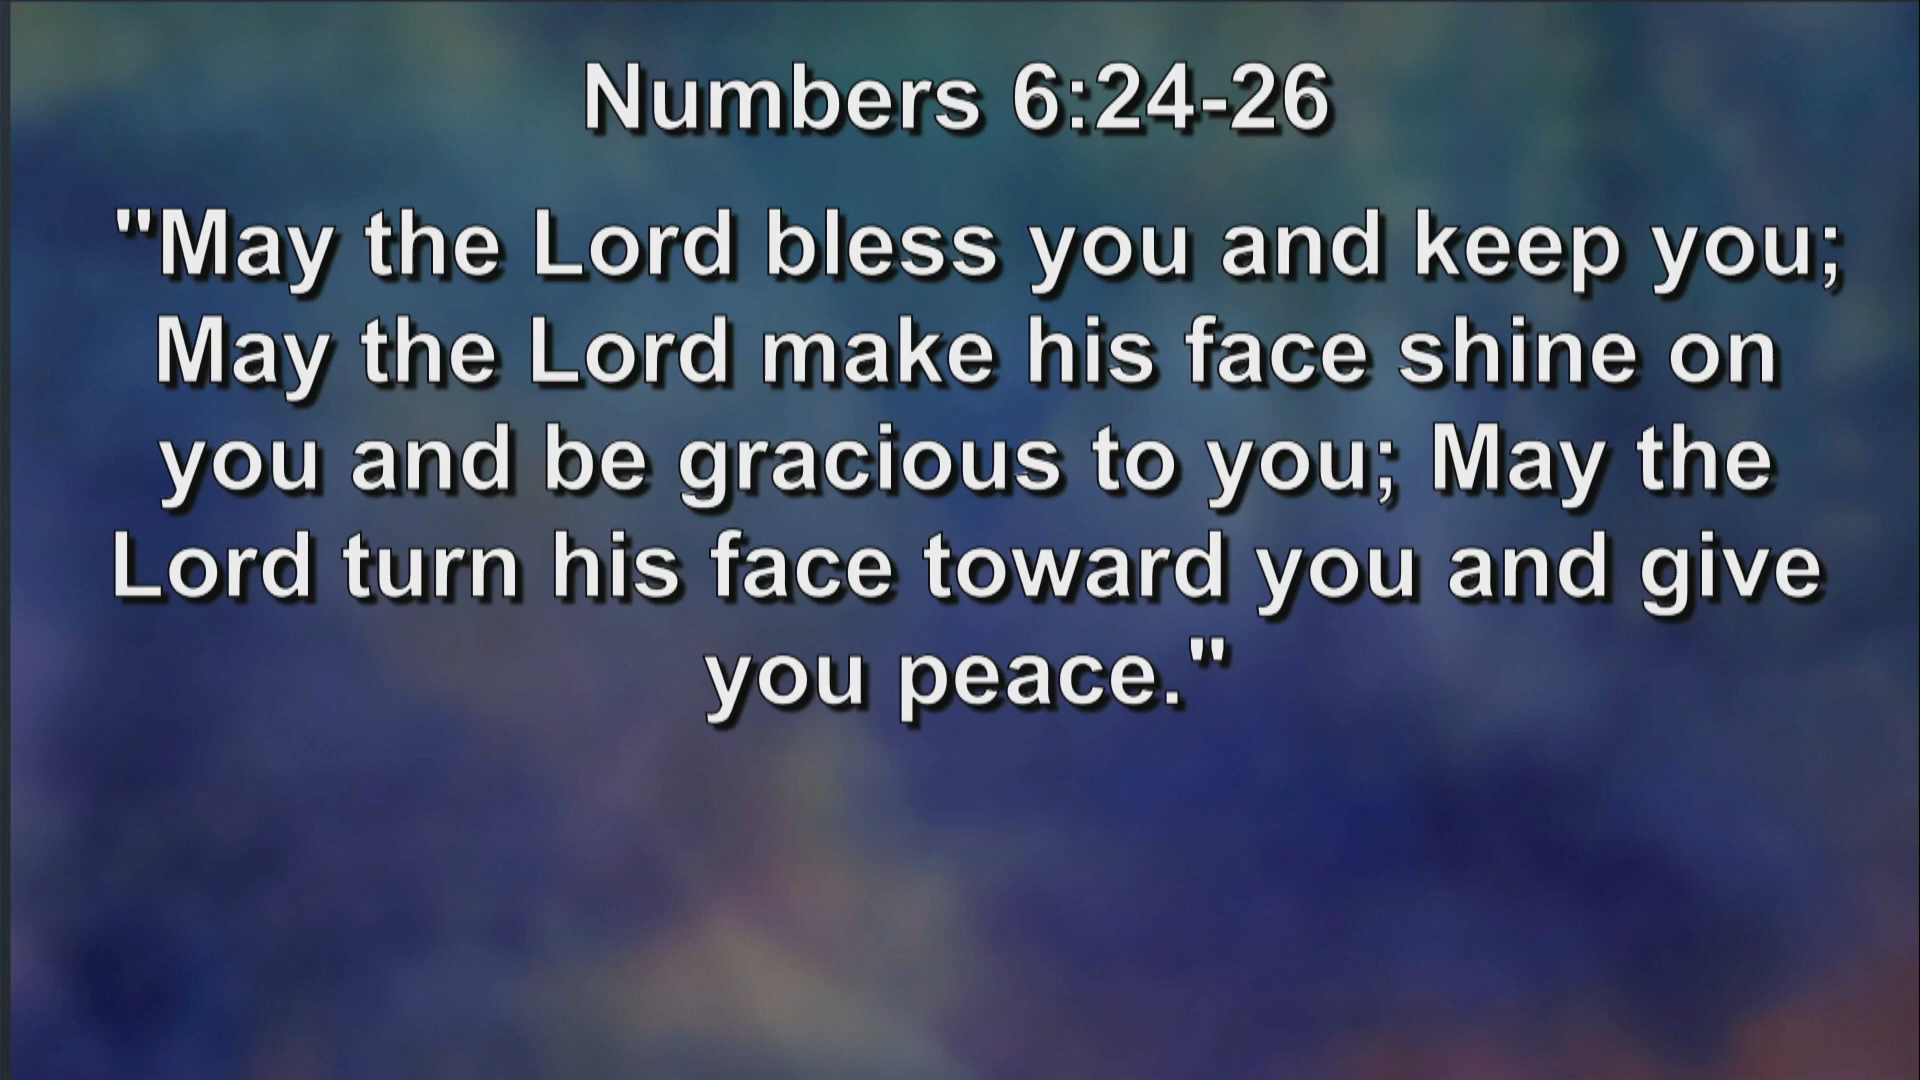 Numbers 6:24-26
"May the Lord bless you and keep you;
May the Lord make his face shine on
you and be gracious to you; May the
Lord turn his face toward you and give
you peace."